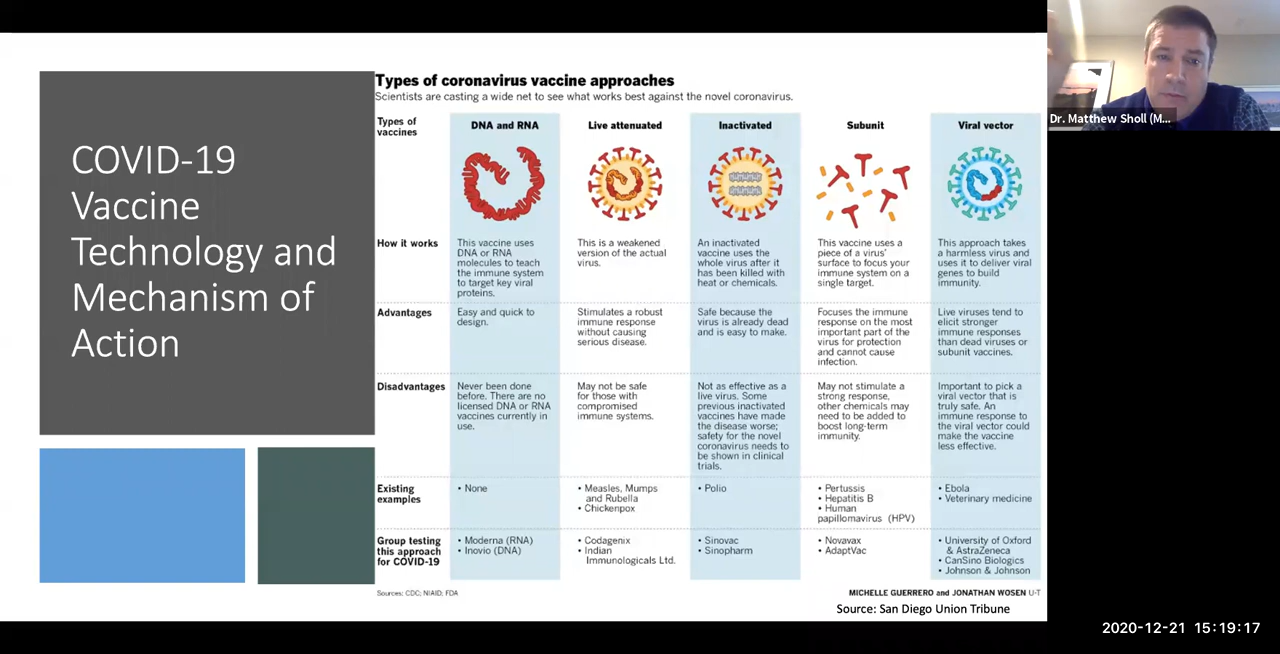 COVID-19
Vaccine
Technology and
Mechanism of
Action
Types of coronavirus vaccine approaches
Scientists are casting a wide net to see what works best against the novel coronavirus.
Types of
vaccines
DNA and RNA
Live attenuated
Inactivated
Subunit
Viral vector
How it works
This vaccine uses
DNA or RNA
molecules to teach
the immune system
to target key viral
proteins.
This is a weakened
version of the actual
virus.
An inactivated
vaccine uses the
whole virus after it
has been killed with
heat or chemicals.
This vaccine uses a
piece of a virus'
surface to focus your
immune system on a
single target.
This approach takes
a harmless virus and
uses it to deliver viral
genes to build
immunity.
Advantages
Easy and quick to
design.
Stimulates a robust
immune response
without causing
serious disease.
Safe because the
virus is already dead
and is easy to make.
Focuses the immune
response on the most
important part of the
virus for protection
and cannot cause
infection.
Live viruses tend to
elicit stronger
immune responses
than dead viruses or
subunit vaccines.
Disadvantages
Never been done
before. There are no
licensed DNA or RNA
vaccines currently in
use.
May not be safe
for those with
compromised
immune systems.
Not as effective as a
live virus. Some
previous inactivated
vaccines have made
the disease worse;
safety for the novel
coronavirus needs to
be shown in clinical
trials.
May not stimulate a
strong response,
other chemicals may
need to be added to
boost long-term
immunity.
Important to pick a
viral vector that is
truly safe. An
immune response to
the viral vector could
make the vaccine
less effective.
Existing
examples
• None
• Measles, Mumps
and Rubella
• Chickenpox
• Polio
• Pertussis
• Hepatitis B
• Human
papillomavirus (HPV)
• Ebola
• Veterinary medicine
Group testing
this approach
for COVID-19
• Moderna (RNA)
• Inovio (DNA)
• Codagenix
• Indian
Immunologicals Ltd.
• Sinovac
• Sinopharm
• Novavax
• AdaptVac
• University of Oxford
& AstraZeneca
• CanSino Biologics
• Johnson & Johnson
Sources: CDC; NIAID; FDA
MICHELLE GUERRERO and JONATHAN WOSEN U-T
Source: San Diego Union Tribune
Dr. Matthew Sholl (M...
2020-12-21 15:19:17